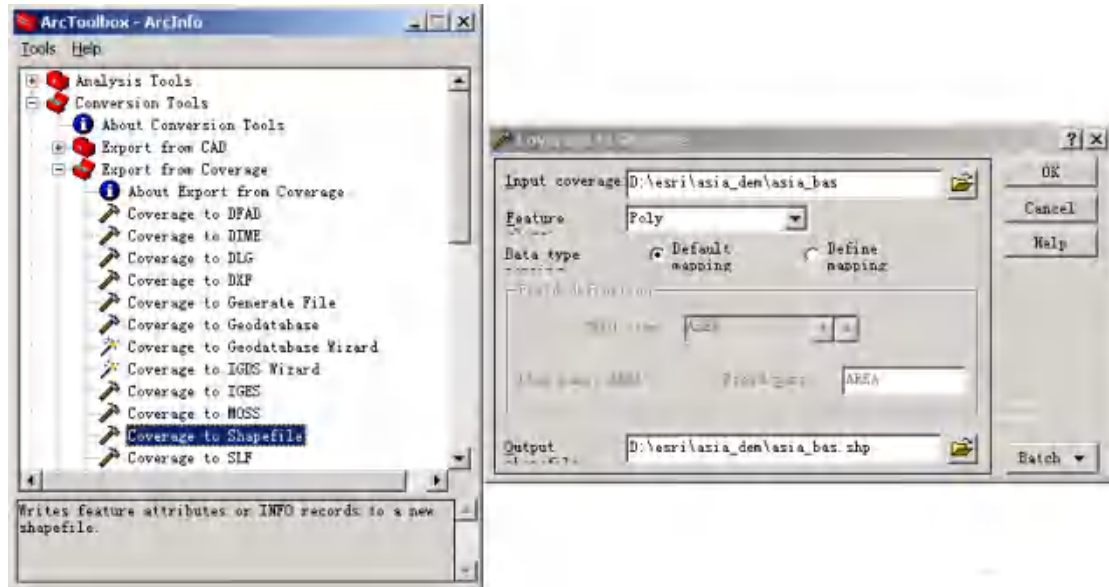 ArcToolbox - ArcInfo
Tools Help
Analysis Tools
Conversion Tools
About Conversion Tools
Export from CAD
Export from Coverage
About Export from Coverage
Coverage to DFAD
Coverage to DIME
Coverage to DLG
Coverage to DXF
Coverage to Generate File
Coverage to Geodatabase
Coverage to Geodatabase Wizard
Coverage to IGDS Wizard
Coverage to IGES
Coverage to MOSS
Coverage to Shapefile
Coverage to SLF
Writes feature attributes or INFO records to a new
shapefile.
Input coverage D:\esri\asia_dem\asia_bas
Feature Poly
Data type Default mapping Define mapping
AREA
AREA
Output D:\esri\asia_dem\asia_bas.shp
OK
Cancel
Help
Batch